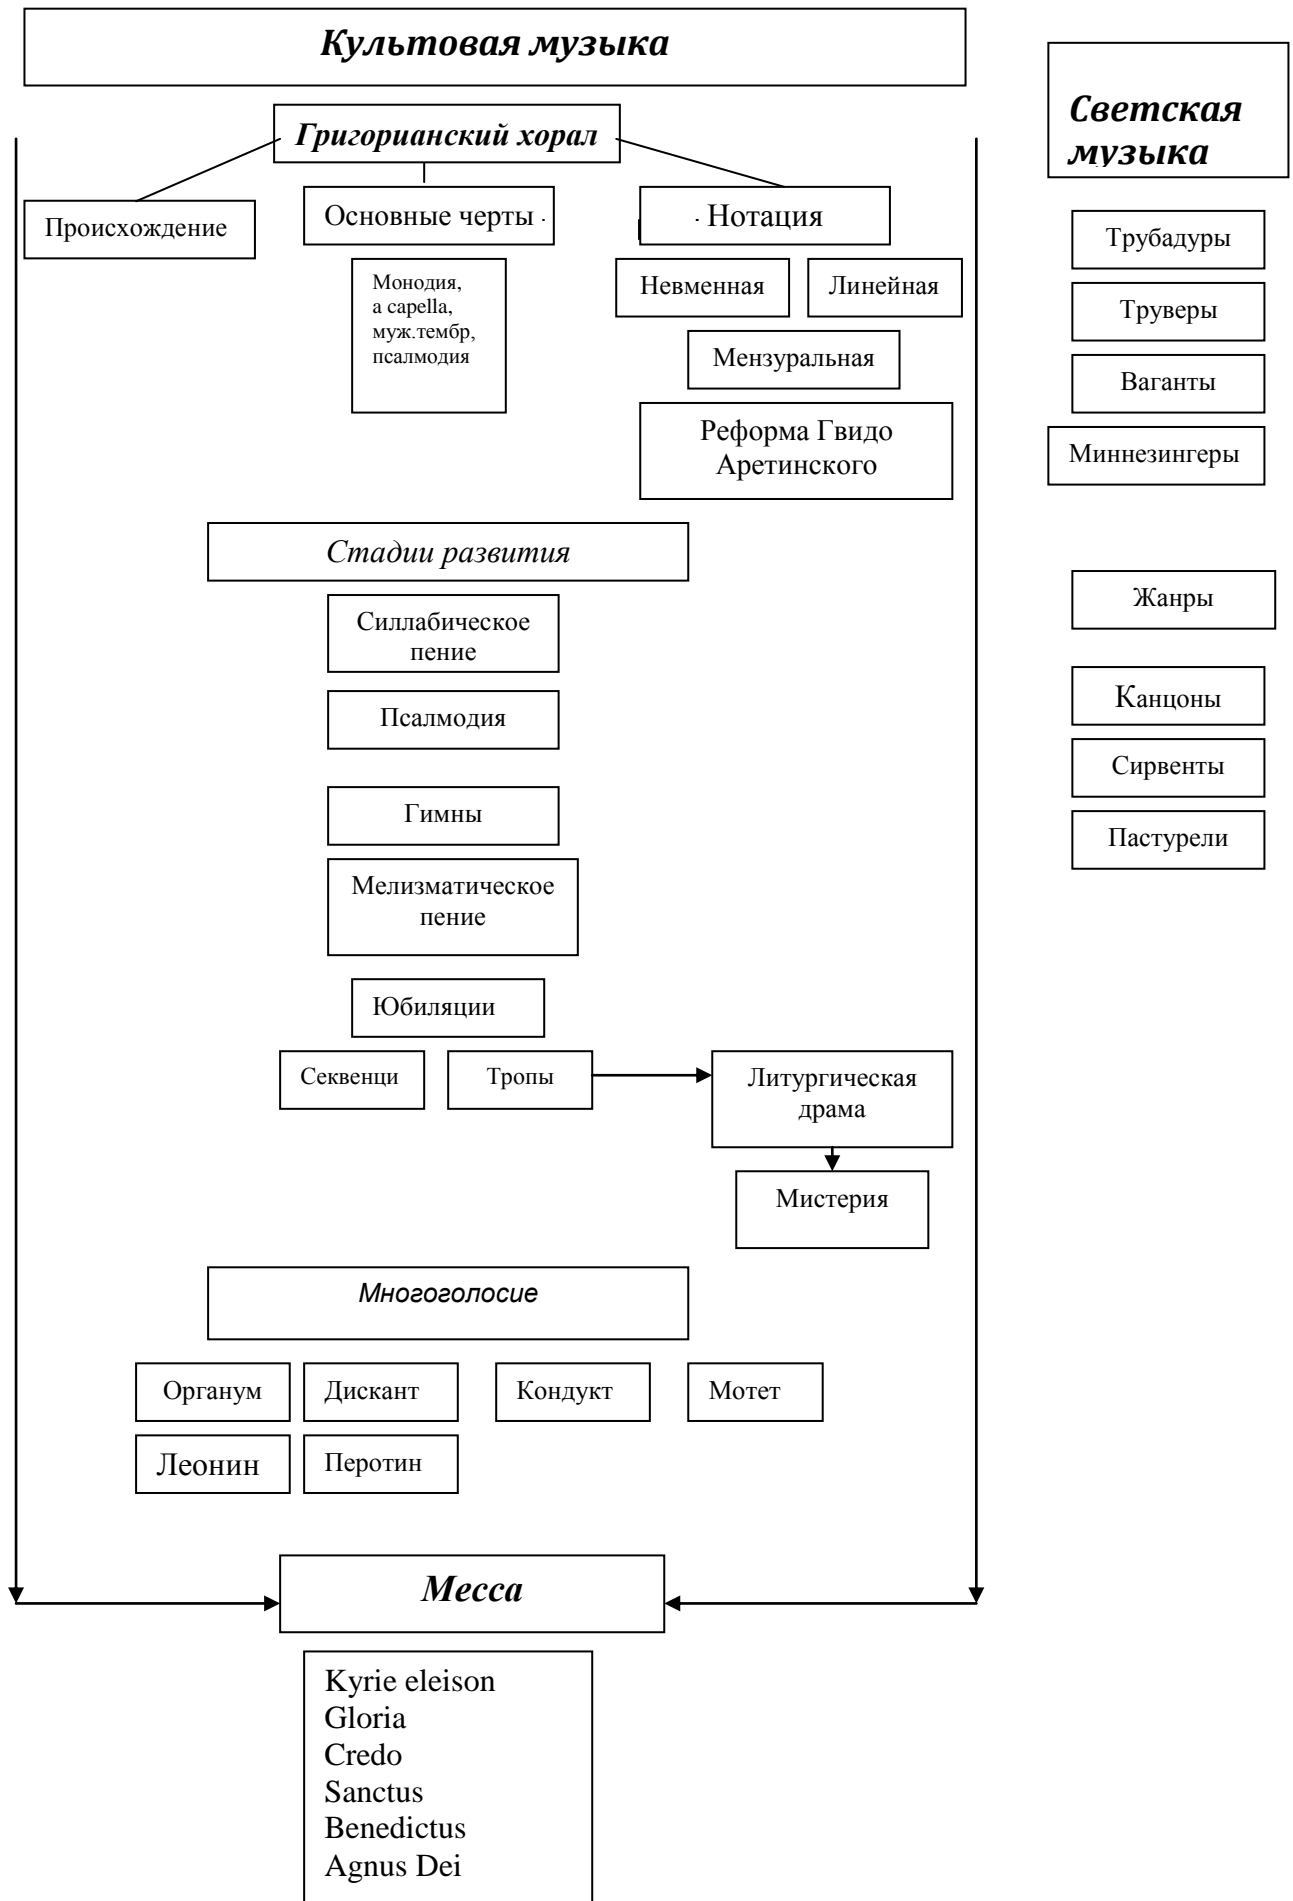 Культовая музыка
Григорианский хорал
Происхождение
Основные черты .
. Нотация
Монодия,
a capella,
муж.тембр,
псалмодия
Невменная
Линейная
Мензуральная
Реформа Гвидо
Аретинского
Стадии развития
Силлабическое
пение
Псалмодия
Гимны
Мелизматическое
пение
Юбиляции
Секвенци
Тропы
Литургическая
драма
Мистерия
Многоголосие
Органум
Дискант
Кондукт
Мотет
Леонин
Перотин
Месса
Kyrie eleison
Gloria
Credo
Sanctus
Benedictus
Agnus Dei
Светская
музыка
Трубадуры
Труверы
Ваганты
Миннезингеры
Жанры
Канцоны
Сирвенты
Пастурели